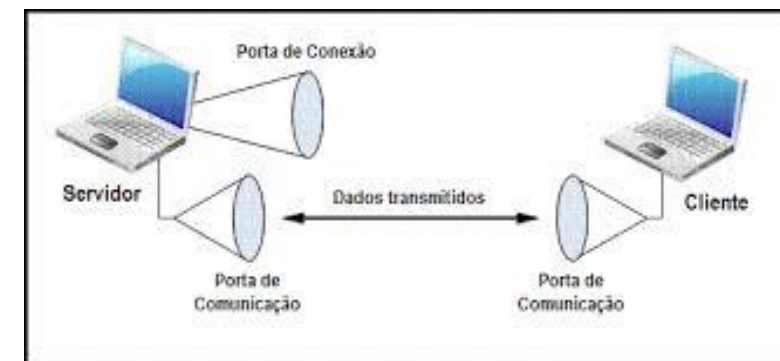 Porta de Conexão
Servidor
Dados transmitidos
Cliente
Porta de
Comunicação
Porta de
Comunicação